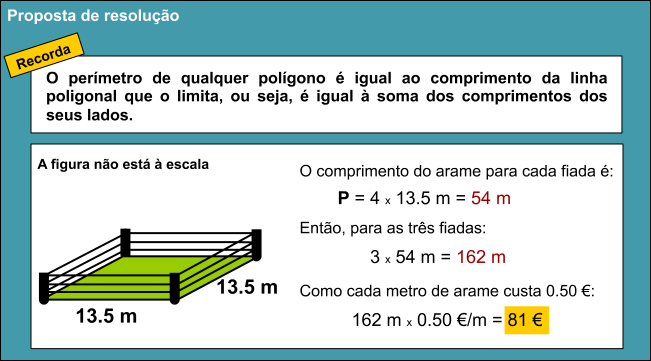 Proposta de resolução
Recorda
O perímetro de qualquer polígono é igual ao comprimento da linha
poligonal que o limita, ou seja, é igual à soma dos comprimentos dos
seus lados.
A figura não está à escala
13.5 m
13.5 m
O comprimento do arame para cada fiada é:
P = 4 x 13.5 m = 54 m
Então, para as três fiadas:
3 x 54 m = 162 m
Como cada metro de arame custa 0.50 €:
162 m x 0.50 €/m = 81 €